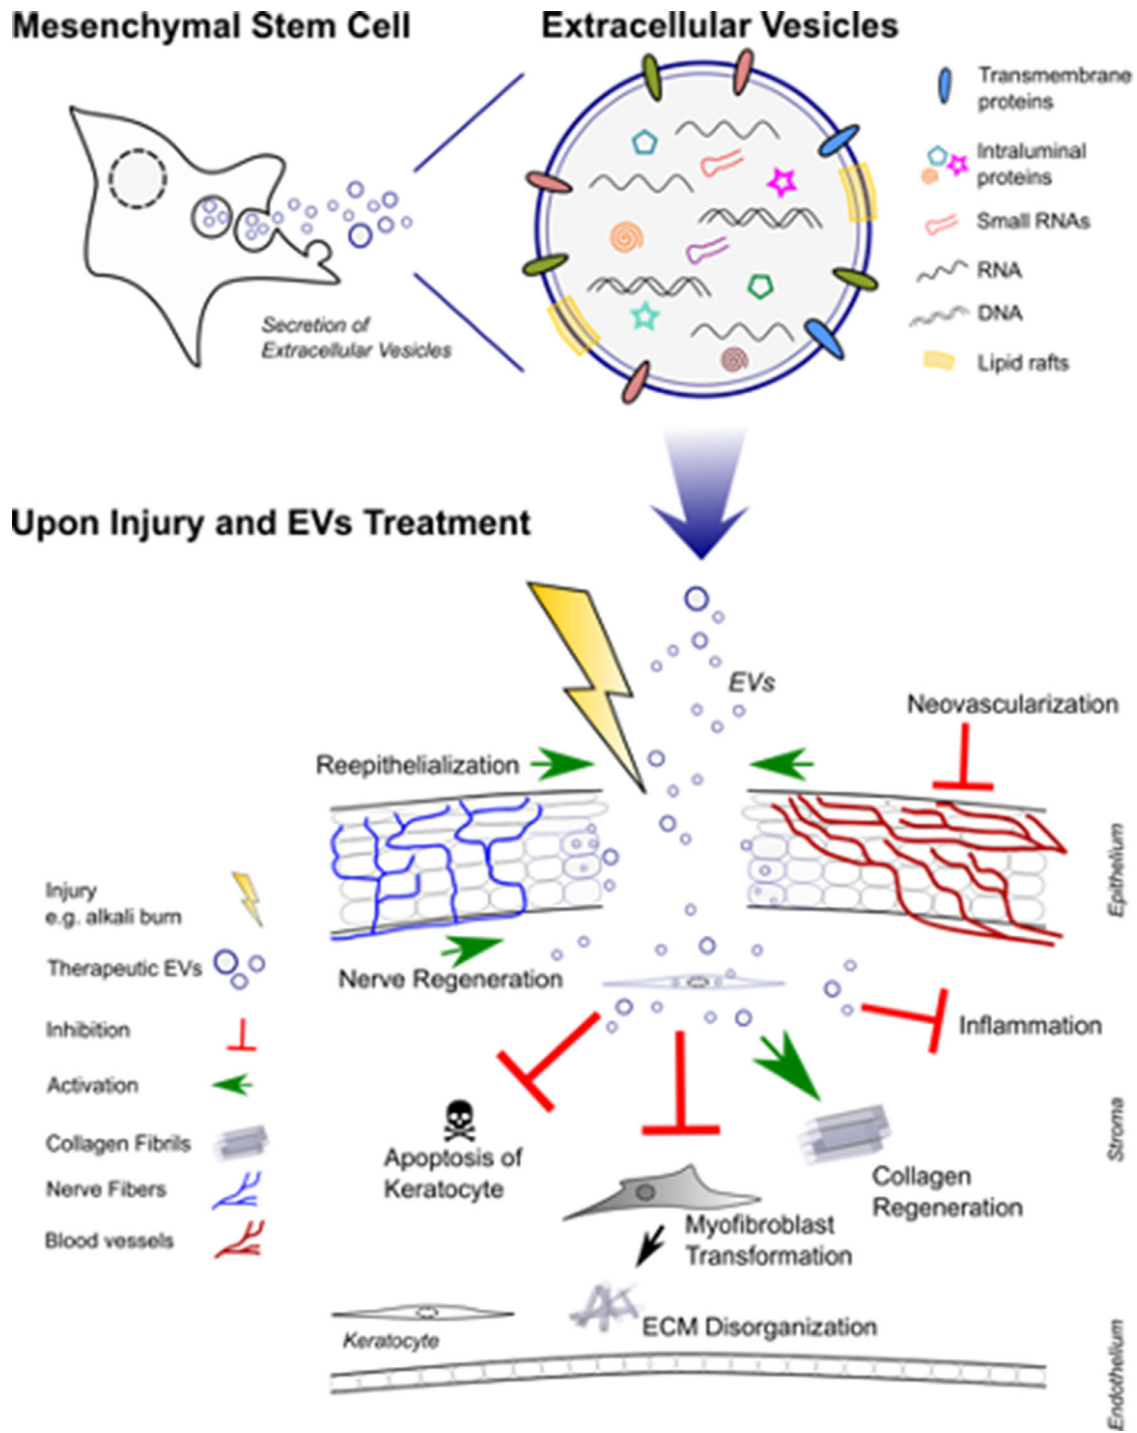 Mesenchymal Stem Cell
Extracellular Vesicles
Transmembrane
proteins
Intraluminal
proteins
Small RNAs
RNA
DNA
Lipid rafts
Secretion of
Extracellular Vesicles
Upon Injury and EVs Treatment
EVs
Neovascularization
Reepithelialization
Epithelium
Injury
e.g. alkali burn
Therapeutic EVs
Inhibition
Activation
Collagen Fibrils
Nerve Fibers
Blood vessels
Nerve Regeneration
Inflammation
Stroma
Apoptosis of
Keratocyte
Collagen
Regeneration
Myofibroblast
Transformation
ECM Disorganization
Keratocyte
Endothelium